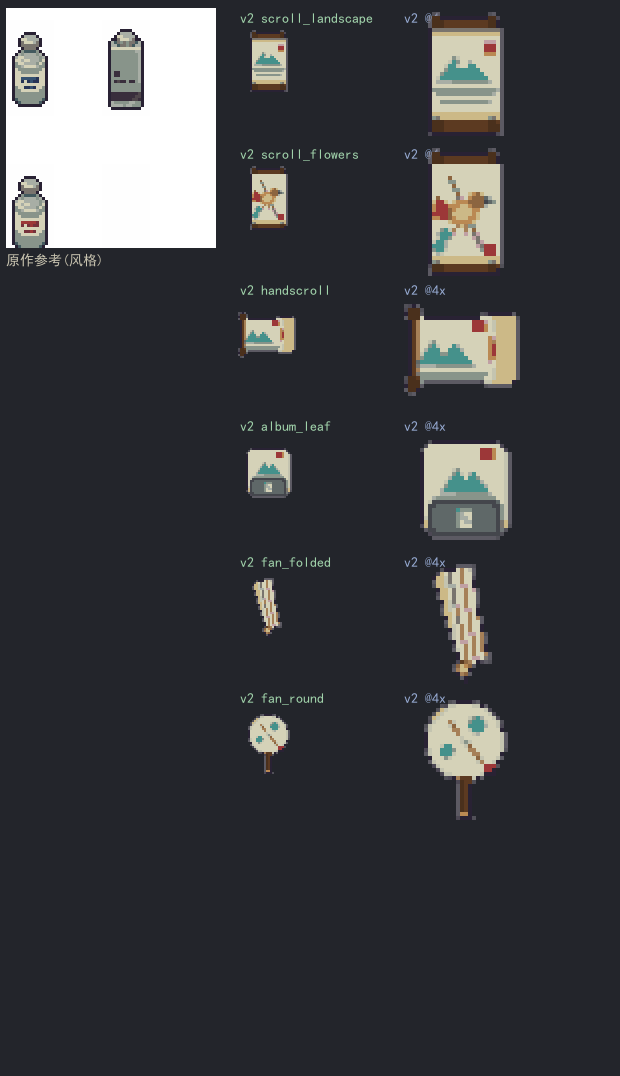 v2 scroll_landscape
v2 @
v2 scroll_flowers
v2 @
原作参考(风格)
v2 handscroll
v2 @4x
v2 album_leaf
v2 @4x
v2 fan_folded
v2 @4x
v2 fan_round
v2 @4x